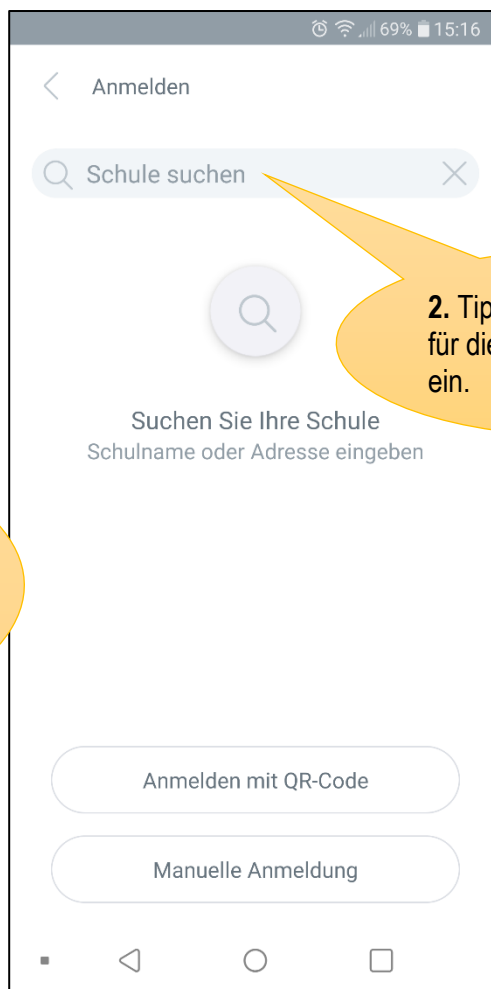 69% 15:16
Anmelden
Schule suchen
2. Tip
für die
ein.
Suchen Sie Ihre Schule
Schulname oder Adresse eingeben
Anmelden mit QR-Code
Manuelle Anmeldung